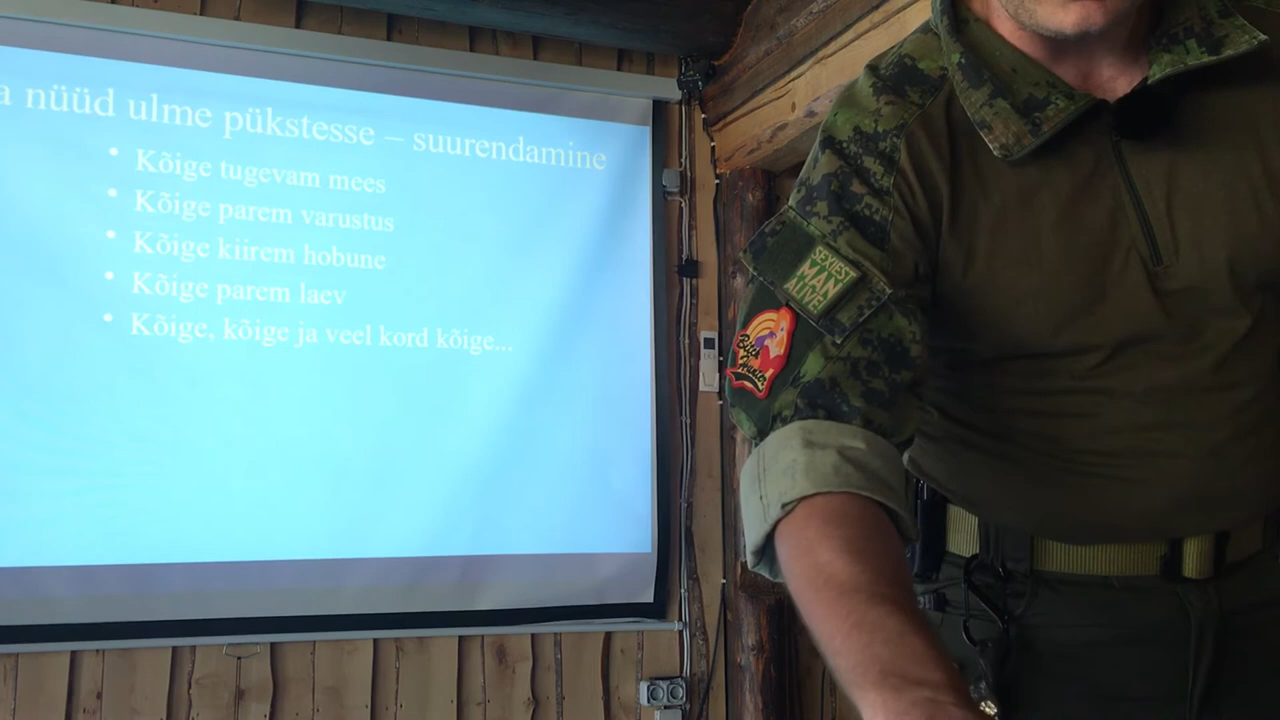 a nüüd ulme pükstesse – suurendamine
• Kõige tugevam mees
• Kõige parem varustus
• Kõige kiirem hobune
• Kõige parem laev
• Kõige, kõige ja veel kord kõige...
SEXIEST
MAN
ALIVE!